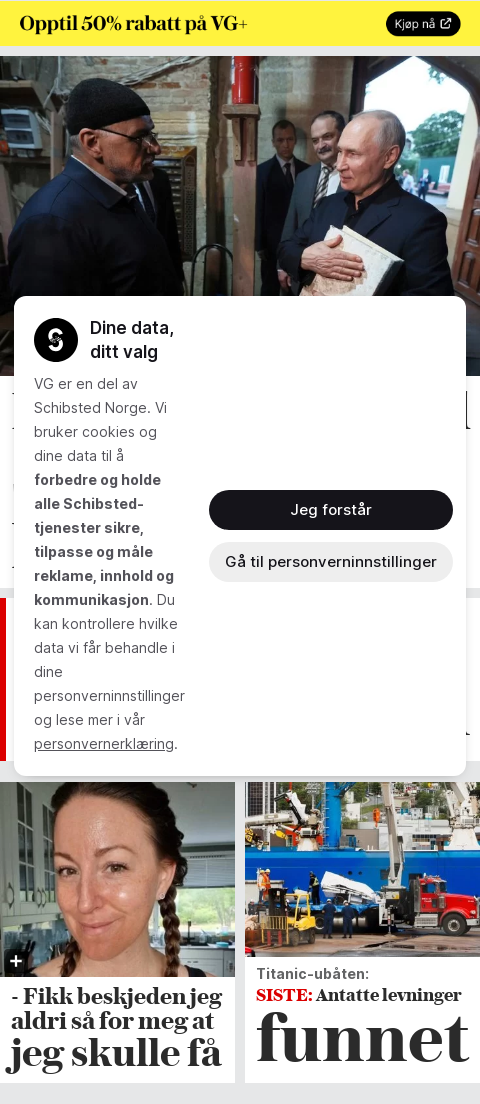 Opptil 50% rabatt på VG+
Kjøp nå
Dine data,
ditt valg
VG er en del av
Schibsted Norge. Vi
bruker cookies og
dine data til å
forbedre og holde
alle Schibsted-
tjenester sikre,
tilpasse og måle
reklame, innhold og
kommunikasjon. Du
kan kontrollere hvilke
data vi får behandle i
dine
personverninnstillinger
og lese mer i vår
personvernerklæring.
Jeg forstår
Gå til personverninnstillinger
- Fikk beskjeden jeg
aldri så for meg at
jeg skulle få
Titanic-ubåten:
SISTE: Antatte levninger
funnet